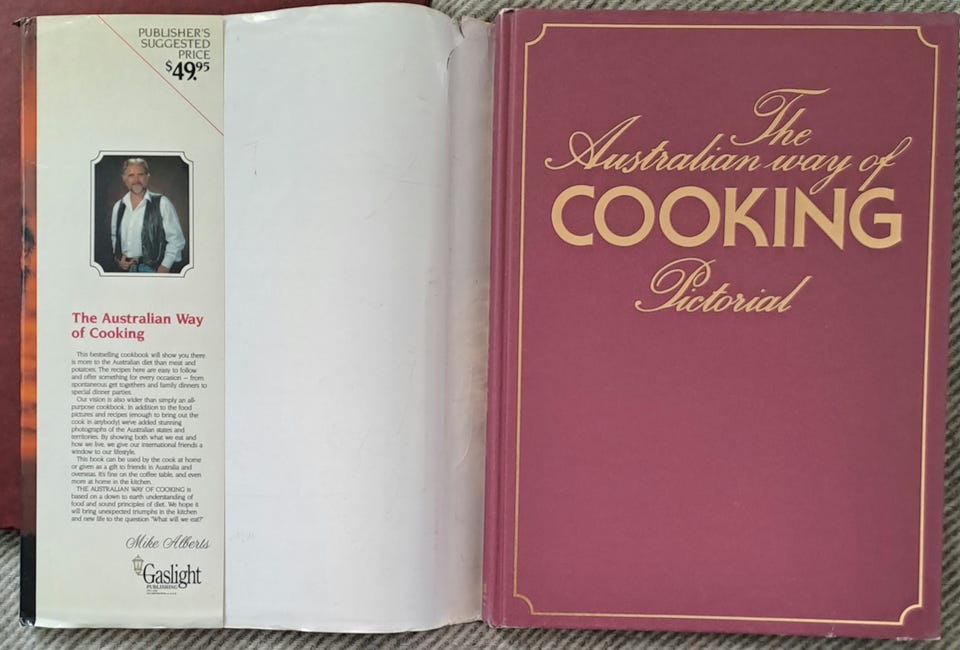 PUBLISHER'S
SUGGESTED
PRICE
$49.95
The Australian Way
of Cooking
This bestselling cookbook will show you there
is more to the Australian diet than meat and
potatoes. The recipes here are easy to follow
and offer something for every occasion — from
spontaneous get togethers and family dinners to
special dinner parties.
Our vision is also wider than simply an all-
purpose cookbook. In addition to the food
pictures and recipes (enough to bring out the
cook in anybody) we've added stunning
photographs of the Australian states and
territories. By showing both what we eat and
how we live, we give our international friends a
window to our lifestyle.
This book can be used by the cook at home
or given as a gift to friends in Australia and
overseas. It's fine on the coffee table, and even
more at home in the kitchen.
THE AUSTRALIAN WAY OF COOKING is
based on a down to earth understanding of
food and sound principles of diet. We hope it
will bring unexpected triumphs in the kitchen
and new life to the question "What will we eat?"
Mike Alberts
Gaslight
PUBLISHING
The
Australian way of
COOKING
Pictorial